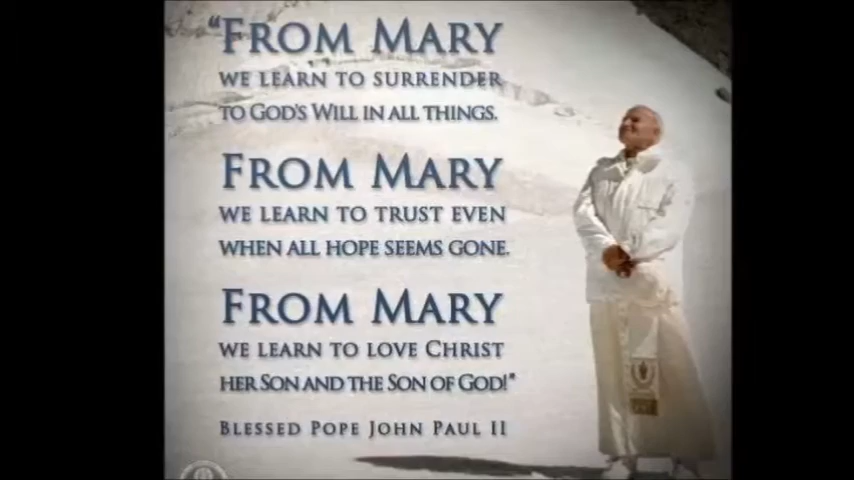 "From Mary
we learn to surrender
to God's Will in all things.
From Mary
we learn to trust even
when all hope seems gone.
From Mary
we learn to love Christ
her Son and the Son of God!"
Blessed Pope John Paul II